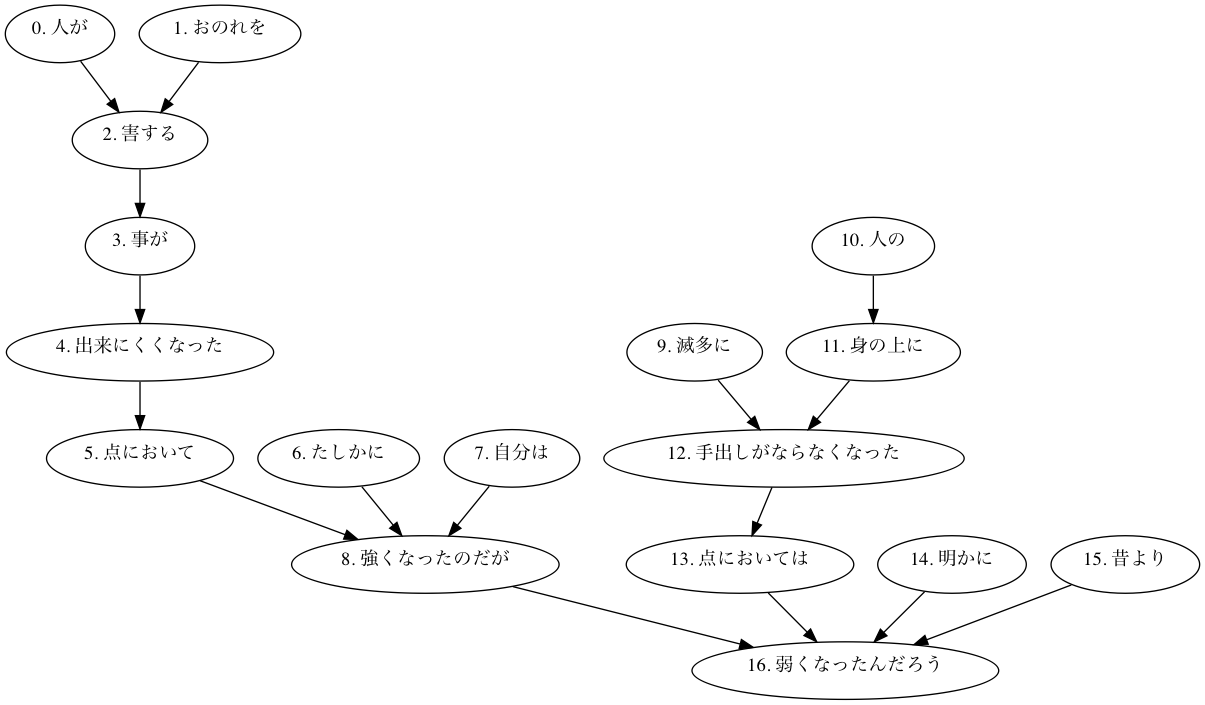 0. 人が
1. おのれを
2. 害する
3. 事が
10. 人の
4. 出来にくくなった
9. 滅多に
11. 身の上に
5. 点において
6. たしかに
7. 自分は
12. 手出しがならなくなった
8. 強くなったのだが
13. 点においては
14. 明かに
15. 昔より
16. 弱くなったんだろう